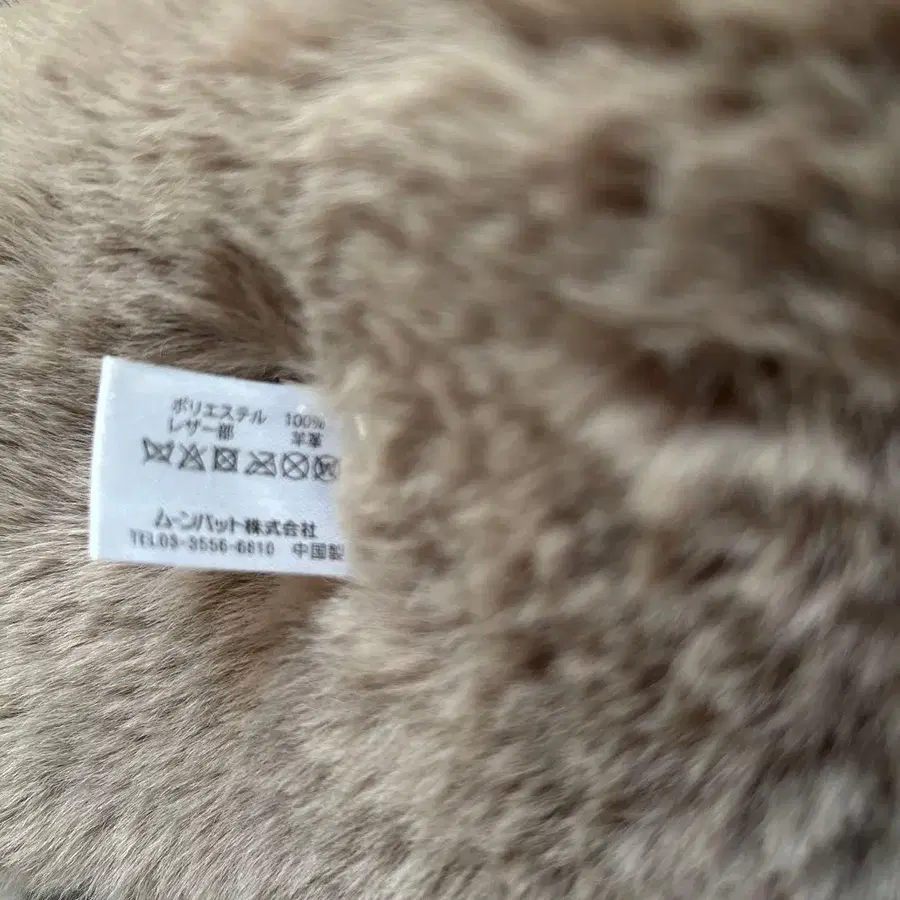 ポリエステル 100%
レザー部 羊革
ムーンバット株式会社
TEL03-3556-6810 中国製